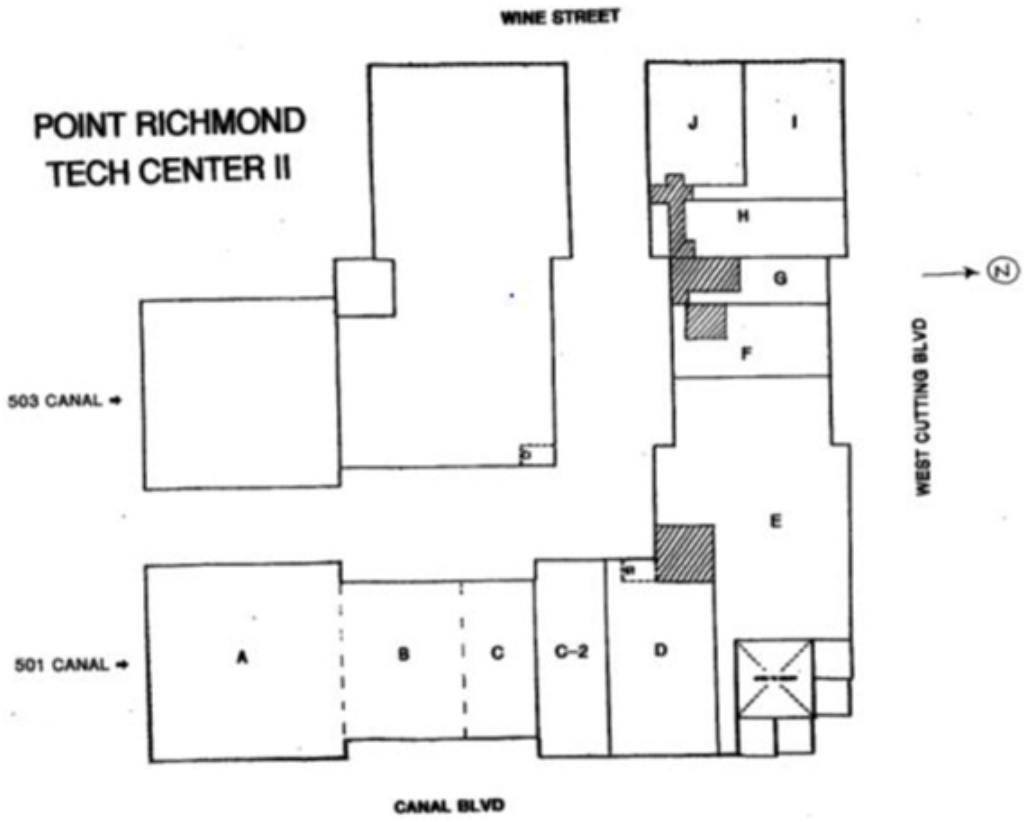 WINE STREET
POINT RICHMOND
TECH CENTER II
J
I
H
G
N
F
WEST CUTTING BLVD
503 CANAL →
E
501 CANAL →
A
B
C
C-2
D
CANAL BLVD